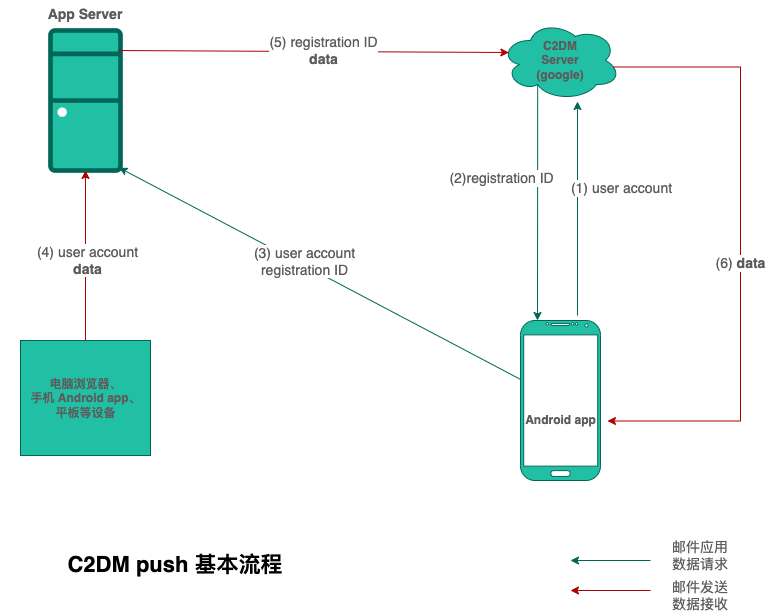 App Server
(5) registration ID
data
C2DM
Server
(google)
(2)registration ID
(1) user account
(4) user account
data
(3) user account
registration ID
(6) data
电脑浏览器、
手机 Android app、
平板等设备
Android app
C2DM push 基本流程
邮件应用
数据请求
邮件发送
数据接收